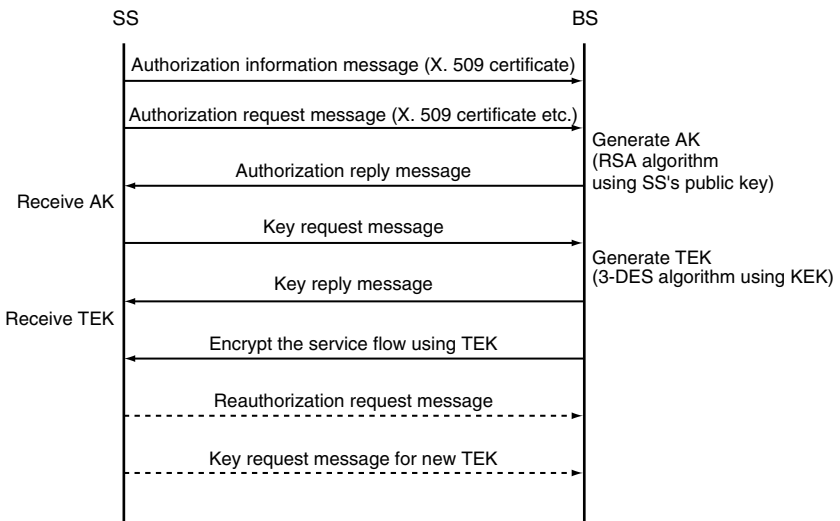 SS
BS
Authorization information message (X. 509 certificate)
Authorization request message (X. 509 certificate etc.)
Generate AK
(RSA algorithm
using SS's public key)
Authorization reply message
Receive AK
Key request message
Generate TEK
(3-DES algorithm using KEK)
Key reply message
Receive TEK
Encrypt the service flow using TEK
Reauthorization request message
Key request message for new TEK